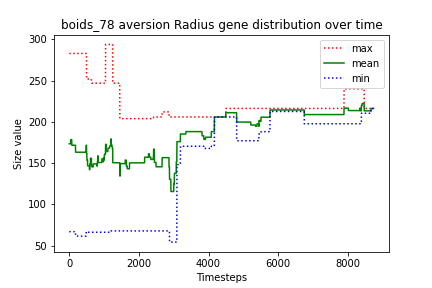 boids_78 aversion Radius gene distribution over time
300
250
200
150
100
50
Size value
max
mean
min
0
2000
4000
6000
8000
Timesteps